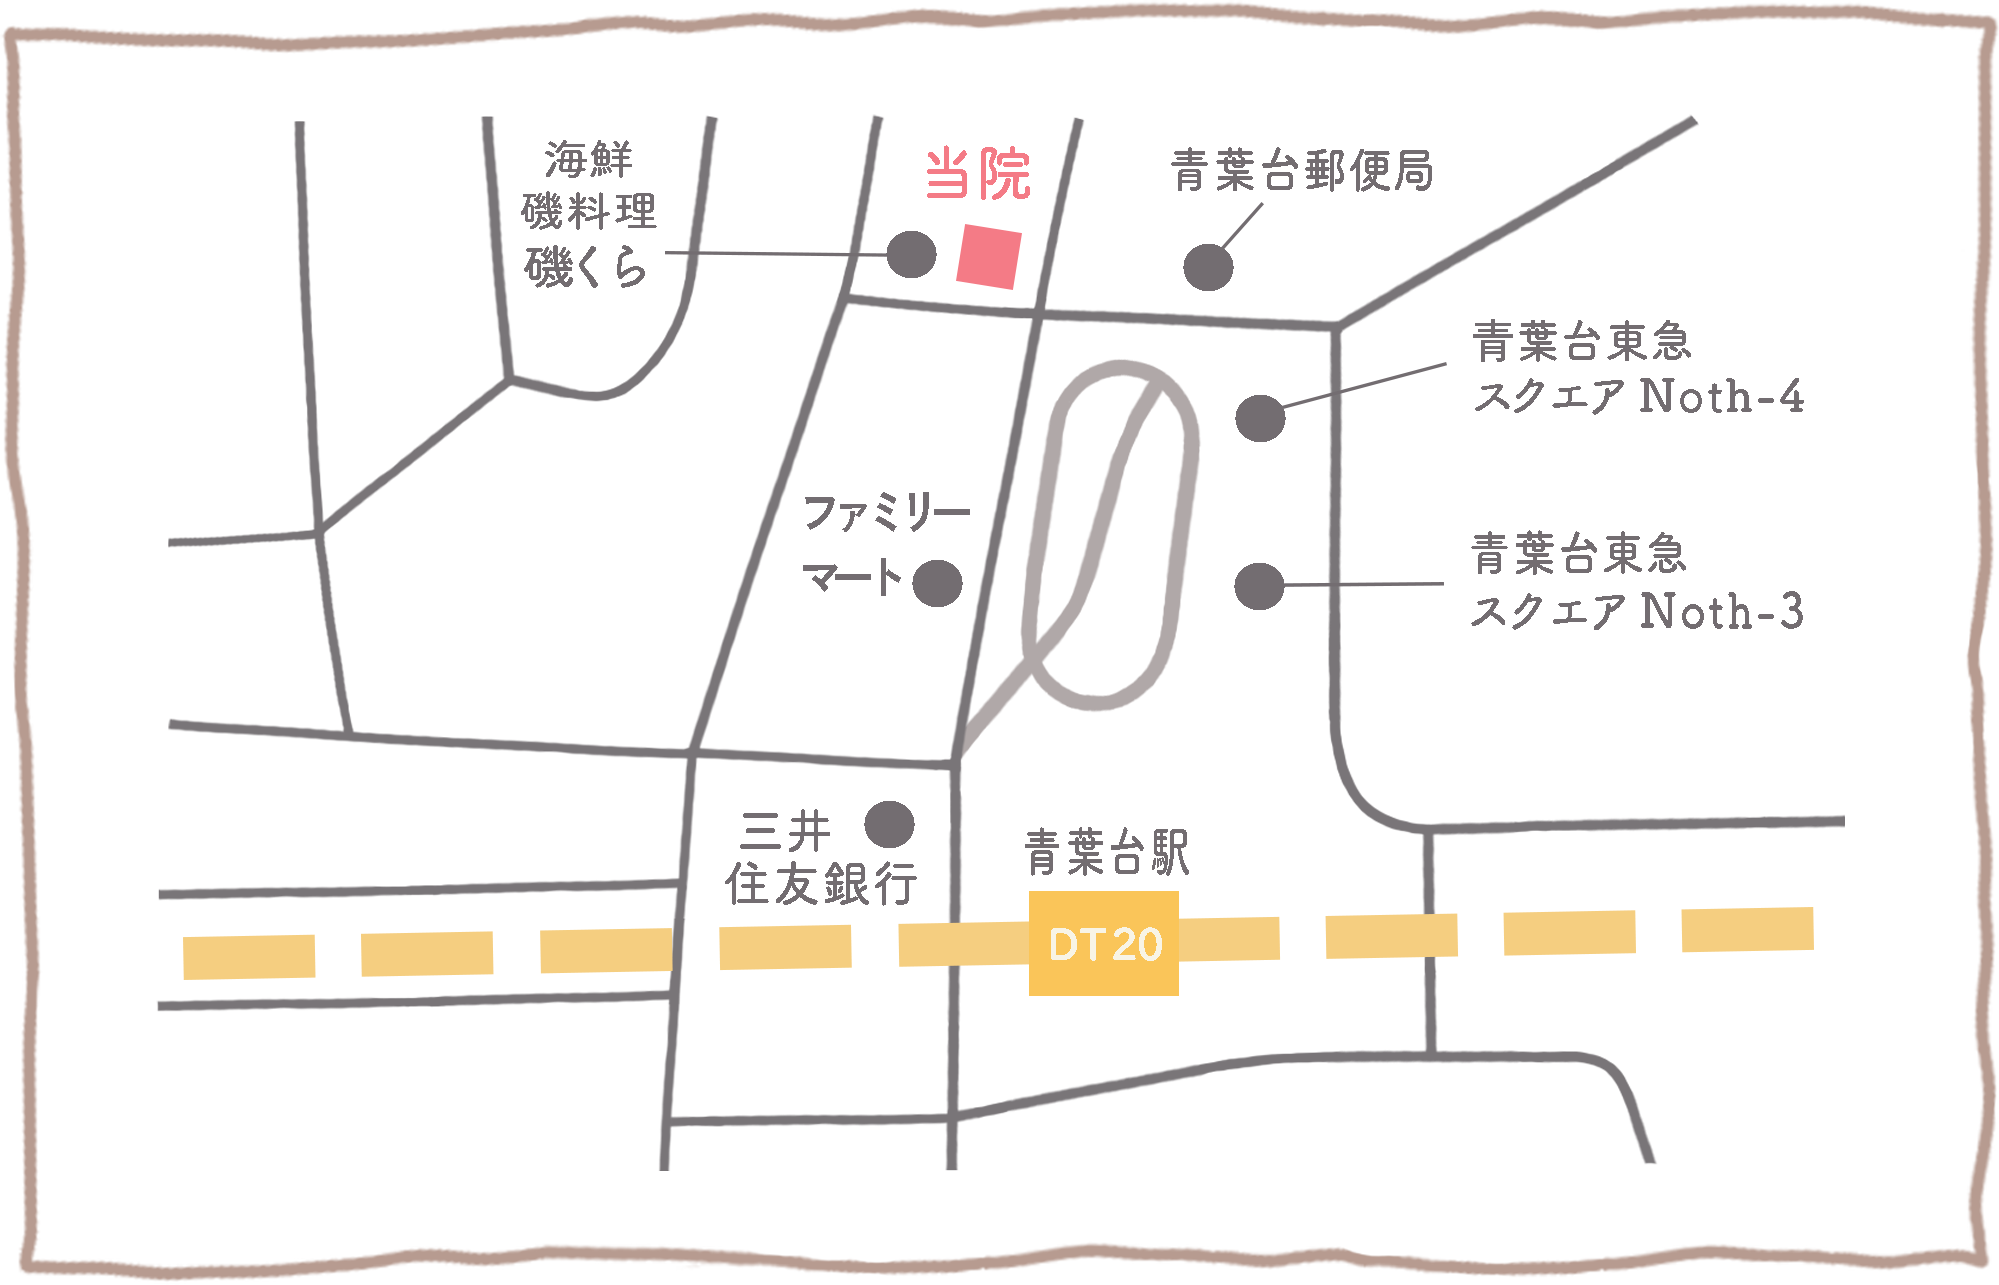 海鮮
磯料理
磯くら
当院
青葉台郵便局
青葉台東急
スクエア Noth-4
ファミリー
マート
青葉台東急
スクエア Noth-3
三井
住友銀行
青葉台駅
DT20